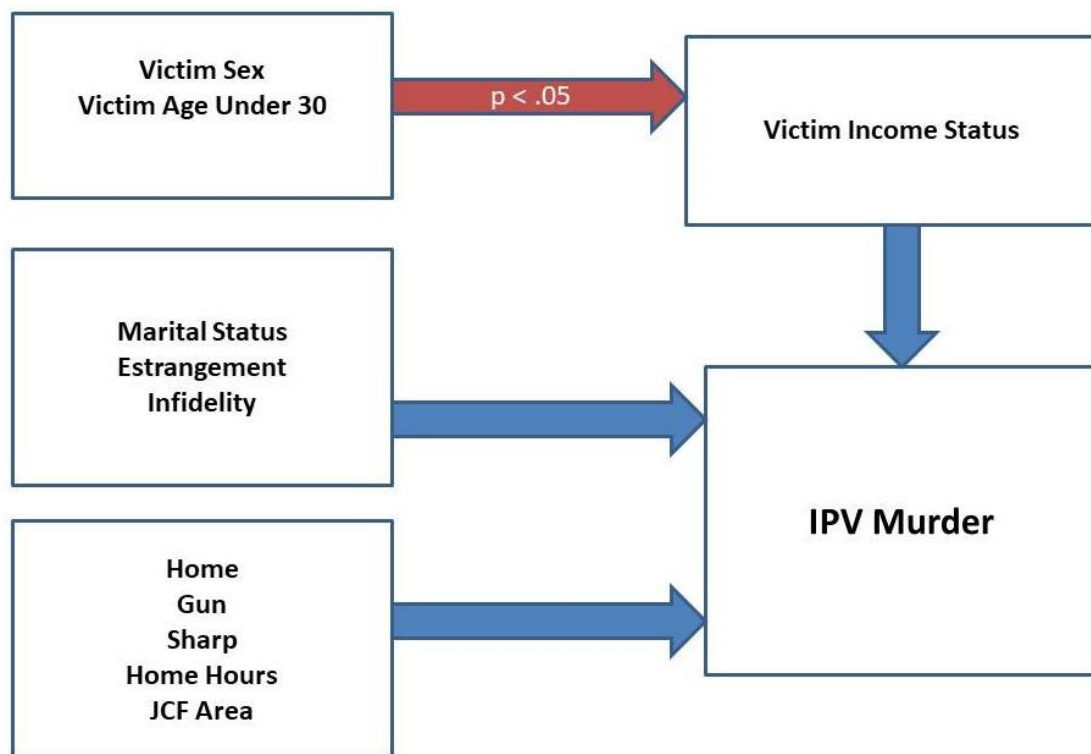 Victim Sex
Victim Age Under 30
p < .05
Victim Income Status
Marital Status
Estrangement
Infidelity
IPV Murder
Home
Gun
Sharp
Home Hours
JCF Area